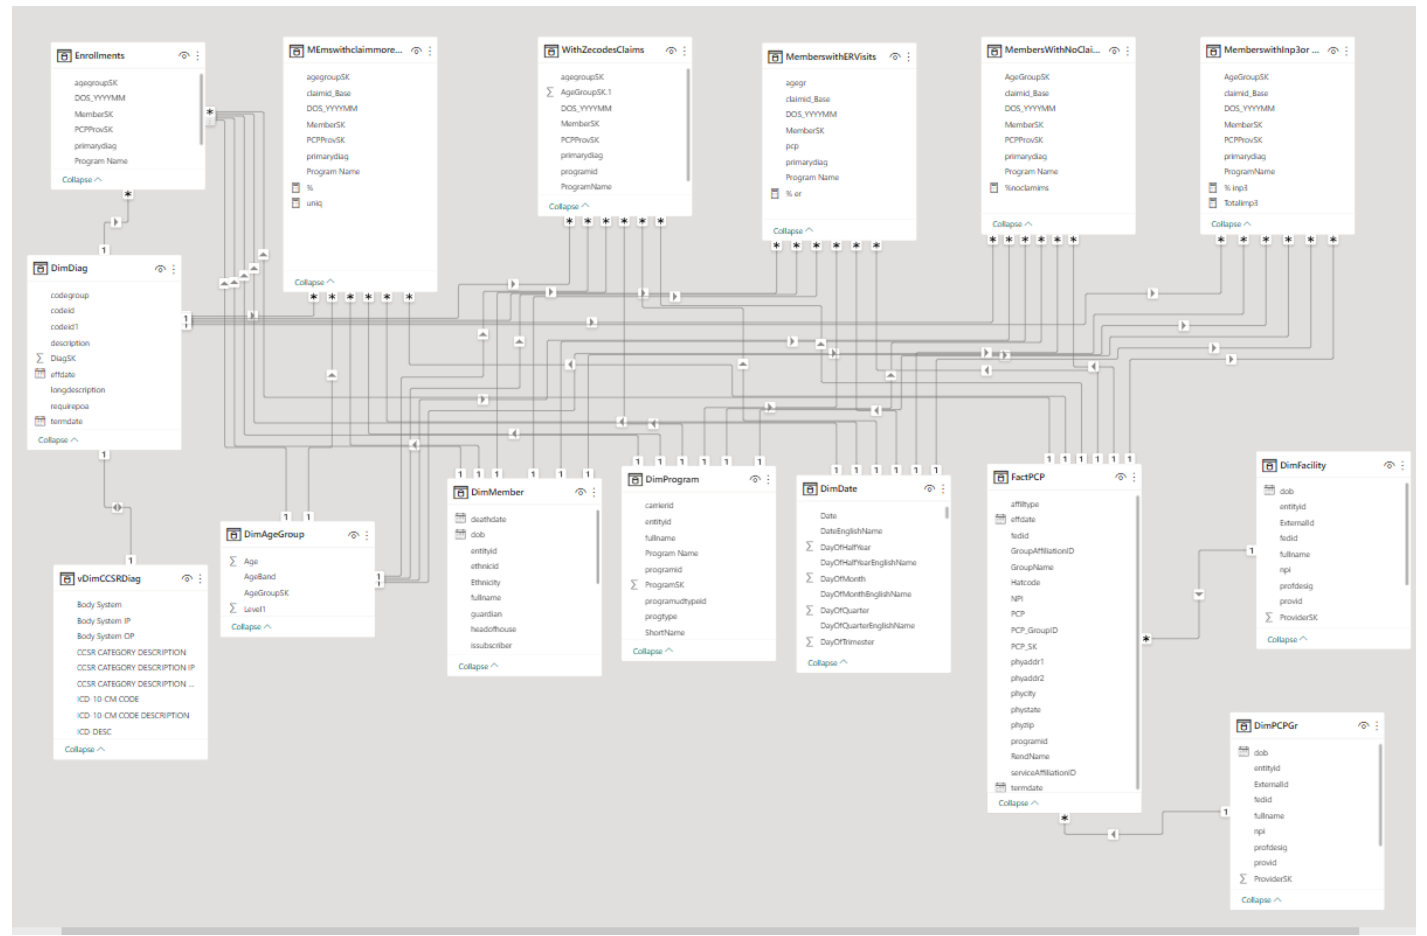 Enrollments
agegroupSK
DOS_YYYYMM
MemberSK
PCPProvSK
primarydiag
Program Name
Collapse
MEmswithclaimmore...
agegroupSK
claimid_Base
DOS_YYYYMM
MemberSK
PCPProvSK
primarydiag
Program Name
%
uniq
Collapse
WithZecodesClaims
agegroupSK
AgeGroupSK.1
DOS_YYYYMM
MemberSK
PCPProvSK
primarydiag
programid
ProgramName
Collapse
MemberswithERVisits
agegr
claimid_Base
DOS_YYYYMM
MemberSK
pcp
primarydiag
Program Name
% er
Collapse
MembersWithNoClai...
AgeGroupSK
claimid_Base
DOS_YYYYMM
MemberSK
PCPProvSK
primarydiag
Program Name
%noclamims
Collapse
MemberswithInp3or ...
AgeGroupSK
claimid_Base
DOS_YYYYMM
MemberSK
PCPProvSK
primarydiag
ProgramName
% inp3
Totalimp3
Collapse
DimDiag
codegroup
codeid
codeid1
description
DiagSK
effdate
longdescription
requirepoa
termdate
Collapse
vDimCCSRDiag
Body System
Body System IP
Body System OP
CCSR CATEGORY DESCRIPTION
CCSR CATEGORY DESCRIPTION IP
CCSR CATEGORY DESCRIPTION ...
ICD-10-CM CODE
ICD-10-CM CODE DESCRIPTION
ICD-DESC
Collapse
DimAgeGroup
Age
AgeBand
AgeGroupSK
Level1
Collapse
DimMember
deathdate
dob
entityid
ethnicid
Ethnicity
fullname
guardian
headofhouse
issubscriber
Collapse
DimProgram
carrierid
entityid
fullname
Program Name
programid
ProgramSK
programudtypeid
progtype
ShortName
Collapse
DimDate
Date
DateEnglishName
DayOfHalfYear
DayOfHalfYearEnglishName
DayOfMonth
DayOfMonthEnglishName
DayOfQuarter
DayOfQuarterEnglishName
DayOfTrimester
Collapse
FactPCP
affiltype
effdate
fedid
GroupAffiliationID
GroupName
Hatcode
NPI
PCP
PCP_GroupID
PCP_SK
phyaddr1
phyaddr2
phycity
phystate
phyzip
programid
RendName
serviceAffiliationID
termdate
Collapse
DimFacility
dob
entityid
ExternalId
fedid
fullname
npi
profdesig
provid
ProviderSK
Collapse
DimPCPGr
dob
entityid
ExternalId
fedid
fullname
npi
profdesig
provid
ProviderSK
Collapse